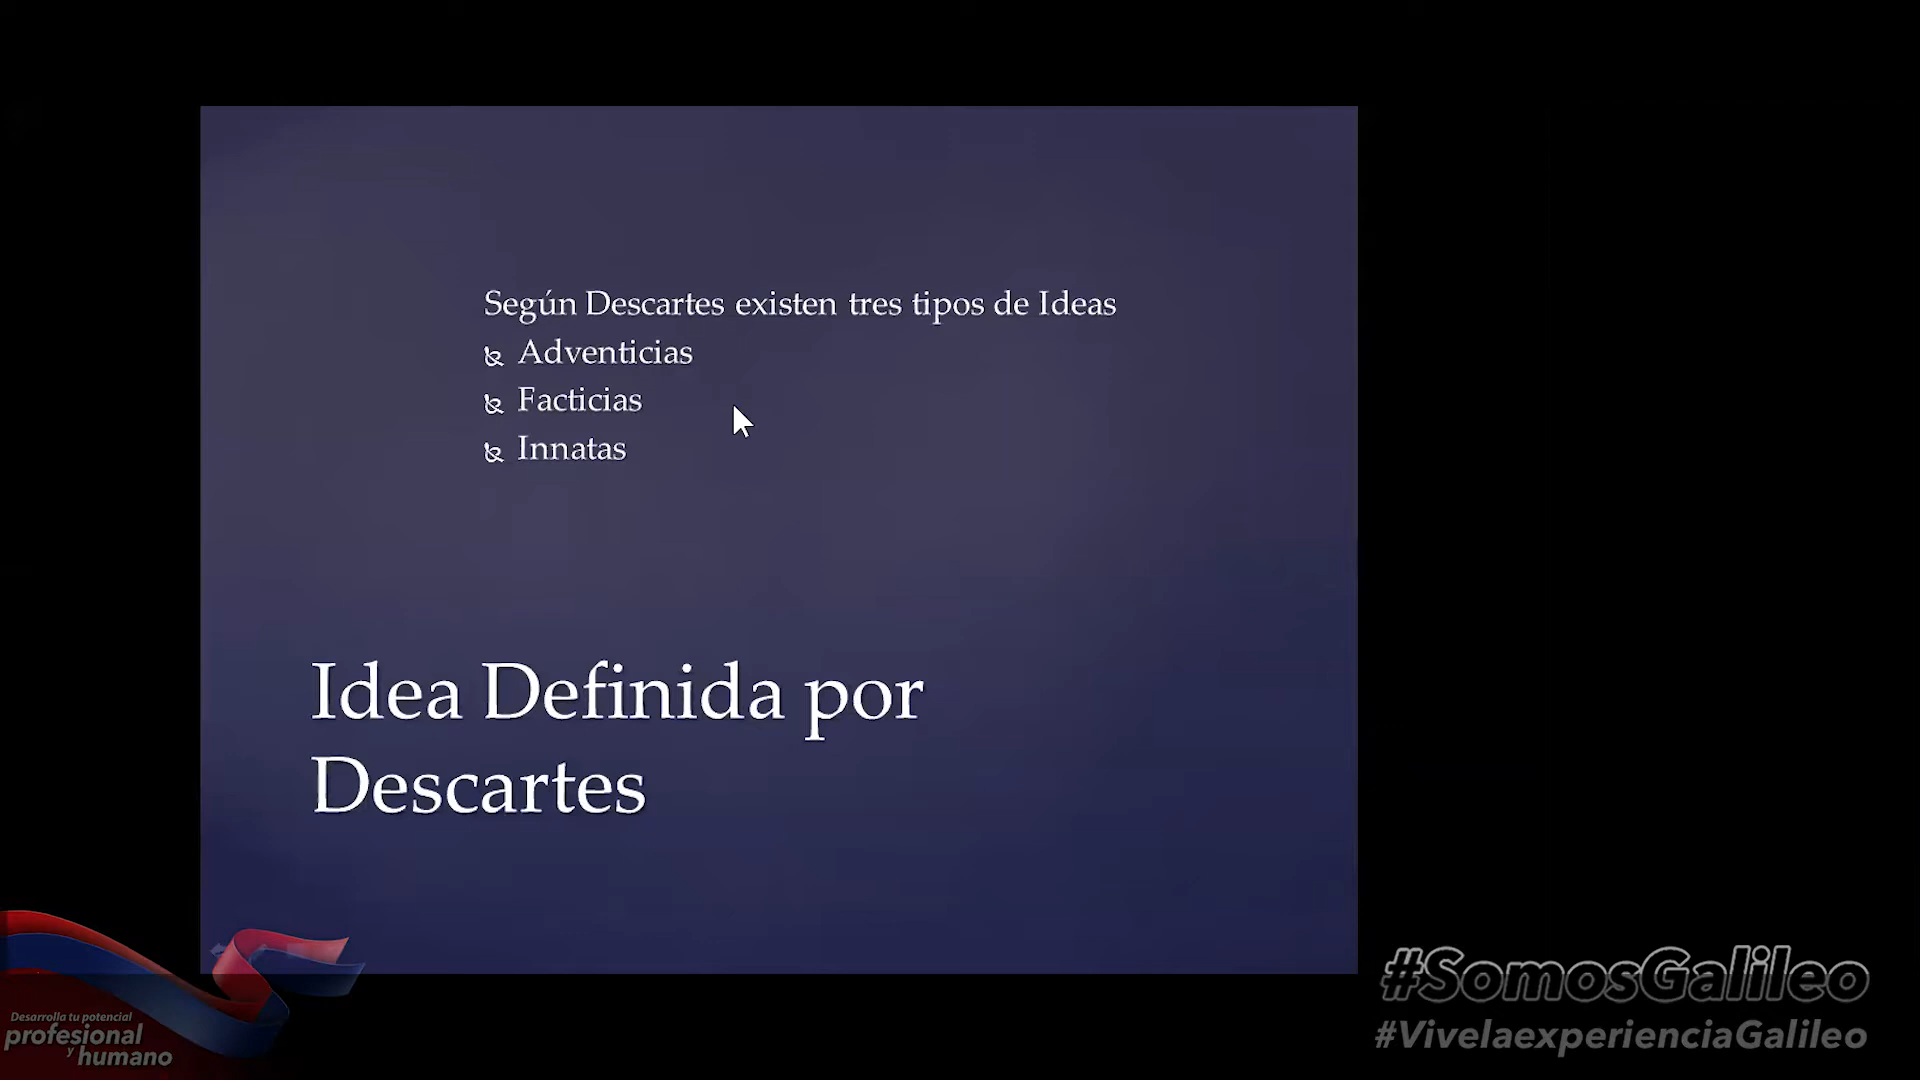 Según Descartes existen tres tipos de Ideas
Adventicias
Facticias
Innatas
Idea Definida por
Descartes
Desarrolla tu potencial
profesional
y humano
#SomosGalileo
#VivelaexperienciaGalileo